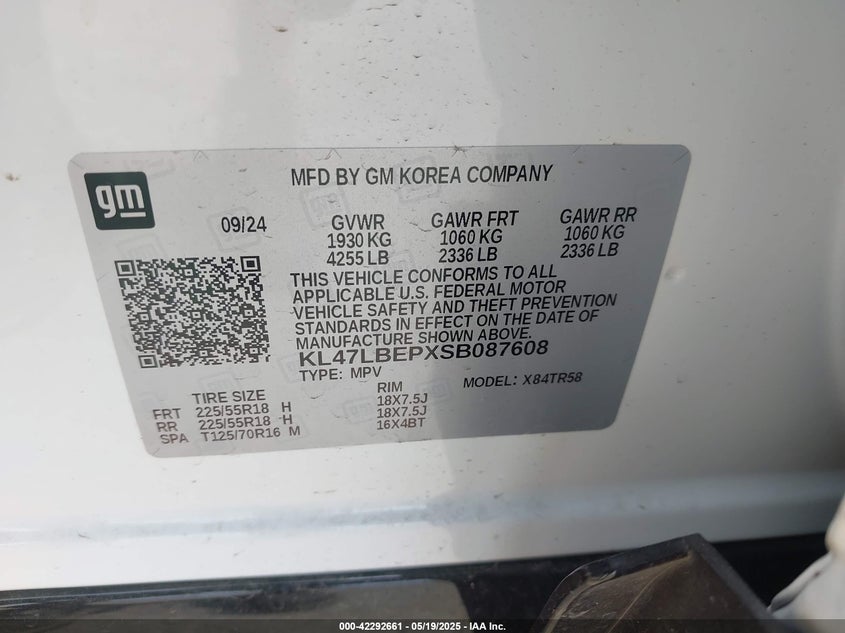 gm
MFD BY GM KOREA COMPANY
09/24 GVWR GAWR FRT GAWR RR
1930 KG 1060 KG 1060 KG
4255 LB 2336 LB 2336 LB
THIS VEHICLE CONFORMS TO ALL
APPLICABLE U.S. FEDERAL MOTOR
VEHICLE SAFETY AND THEFT PREVENTION
STANDARDS IN EFFECT ON THE DATE OF
MANUFACTURE SHOWN ABOVE.
KL47LBEPXSB087608
TYPE: MPV MODEL: X84TR58
TIRE SIZE RIM
FRT 225/55R18 H 18X7.5J
RR 225/55R18 H 18X7.5J
SPA T125/70R16 M 16X4BT
000-42292661 - 05/19/2025 - IAA Inc.